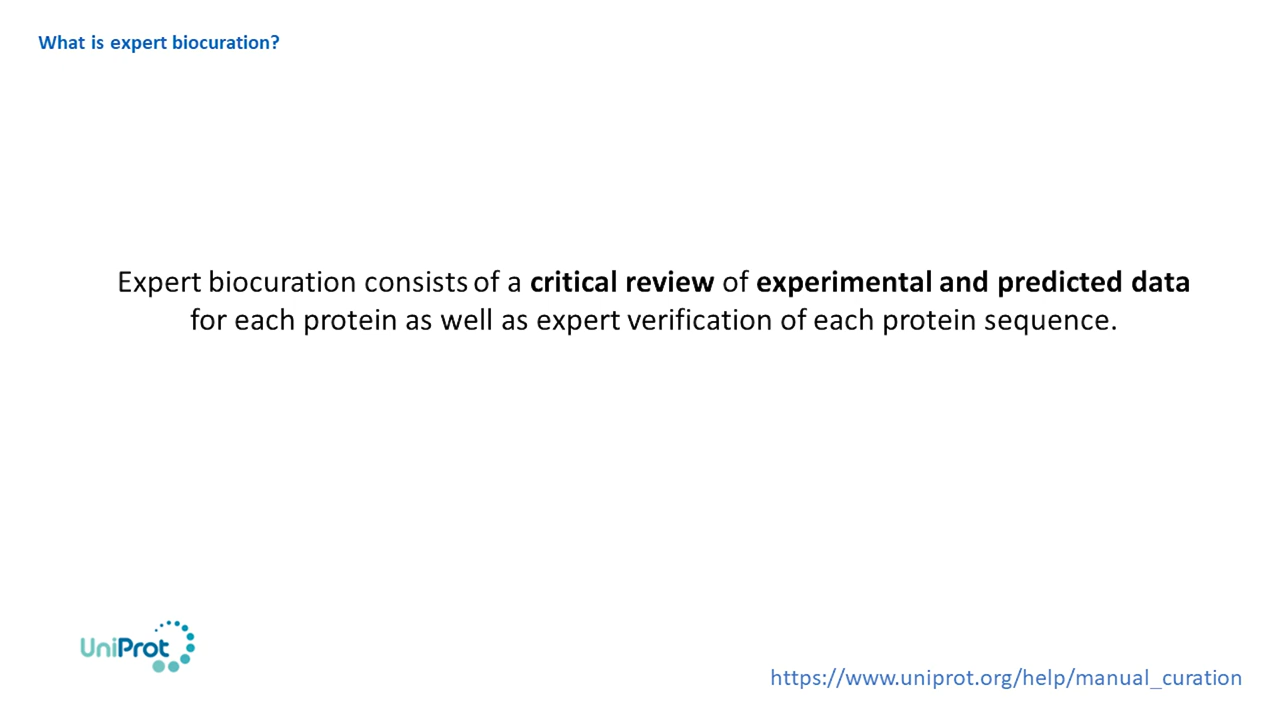 What is expert biocuration?
Expert biocuration consists of a critical review of experimental and predicted data
for each protein as well as expert verification of each protein sequence.
UniProt
https://www.uniprot.org/help/manual_curation